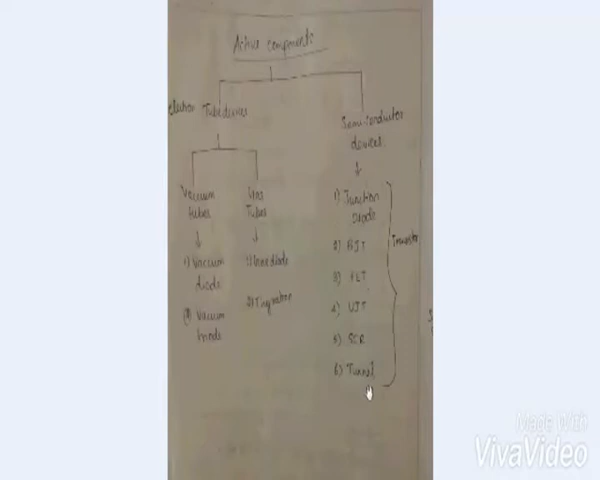 Active components
Electron Tube devices
Semi-conductor
devices
Vacuum
tubes
Gas
Tubes
1) Vacuum
diode
2) Vacuum
triode
1) Gas diode
2) Thyratron
1) Junction
diode
2) BJT
3) FET
4) UJT
5) SCR
6) Tunnel
Transistor
Made With
VivaVideo